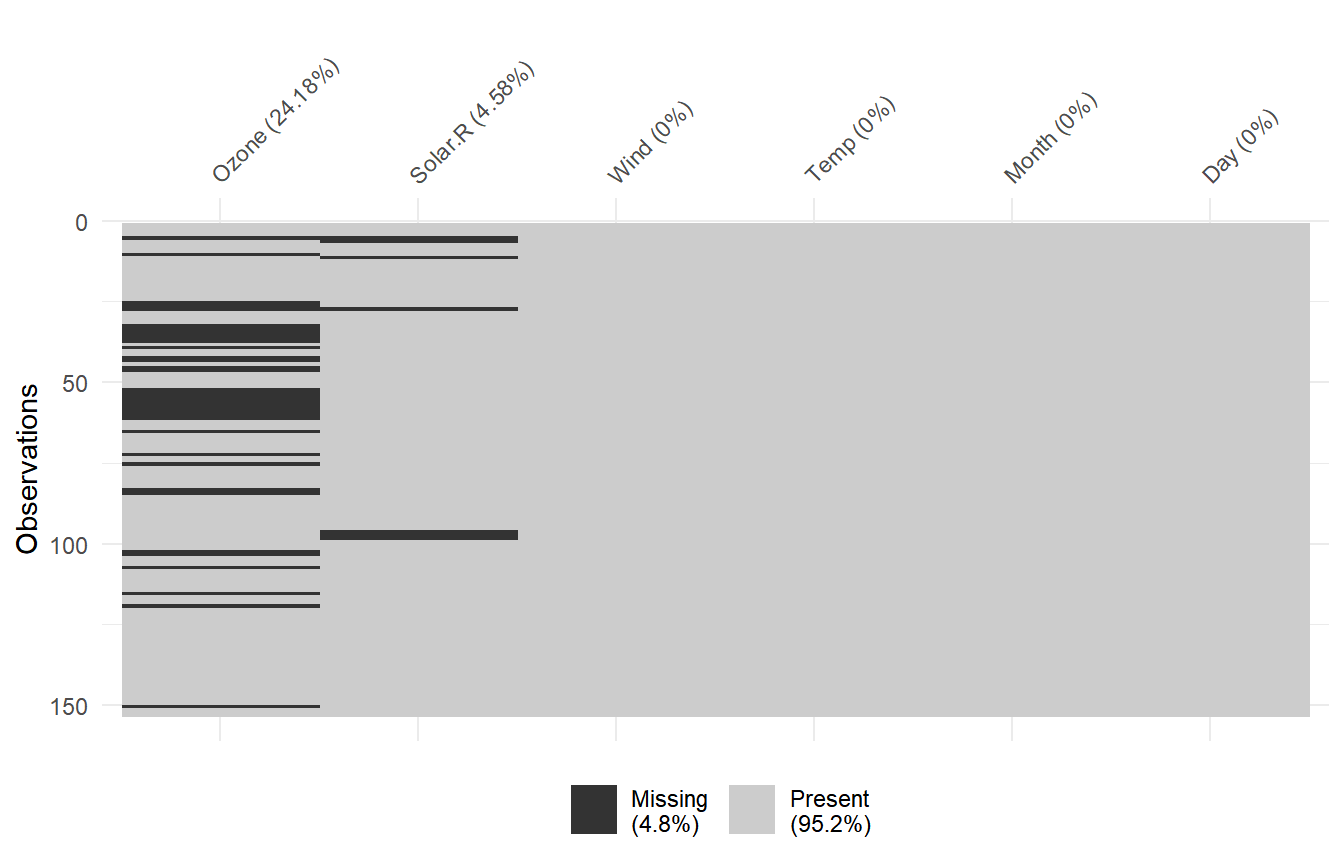 Ozone (24.18%)
Solar.R (4.58%)
Wind (0%)
Temp (0%)
Month (0%)
Day (0%)
0
50
100
150
Observations
Missing
(4.8%)
Present
(95.2%)